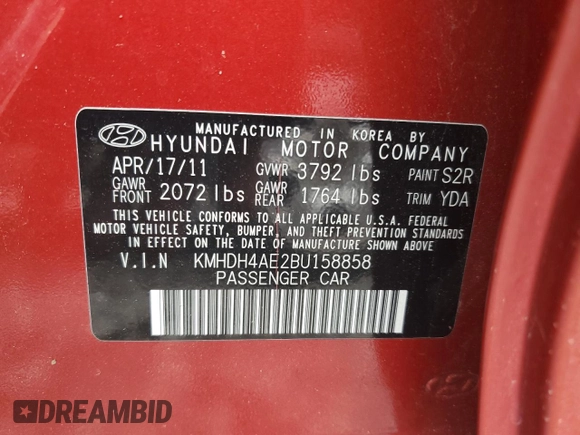 MANUFACTURED IN KOREA BY
HYUNDAI MOTOR COMPANY
APR/17/11 GVWR 3792 lbs PAINT S2R
GAWR FRONT 2072 lbs GAWR REAR 1764 lbs TRIM YDA
THIS VEHICLE CONFORMS TO ALL APPLICABLE U.S.A. FEDERAL
MOTOR VEHICLE SAFETY, BUMPER, AND THEFT PREVENTION STANDARDS
IN EFFECT ON THE DATE OF MANUFACTURE SHOWN ABOVE.
V.I.N KMHDH4AE2BU158858
PASSENGER CAR
DREAMBID